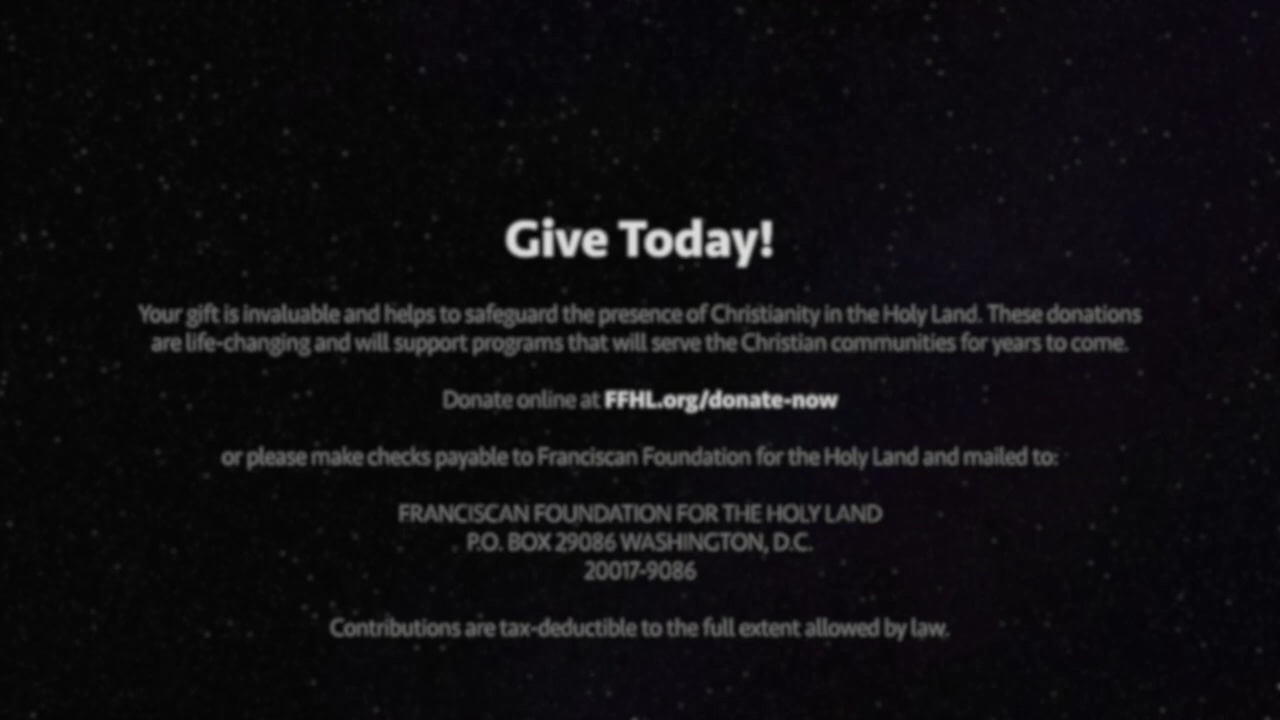 Give Today!
Your gift is invaluable and helps to safeguard the presence of Christianity in the Holy Land. These donations
are life-changing and will support programs that will serve the Christian communities for years to come.
Donate online at FFHL.org/donate-now
or please make checks payable to Franciscan Foundation for the Holy Land and mailed to:
FRANCISCAN FOUNDATION FOR THE HOLY LAND
P.O. BOX 29086 WASHINGTON, D.C.
20017-9086
Contributions are tax-deductible to the full extent allowed by law.